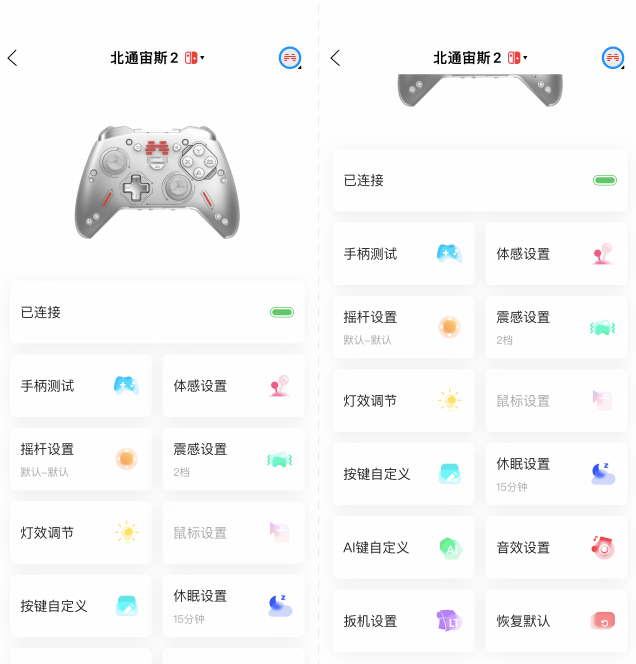 北通宙斯2
已连接
手柄测试
体感设置
摇杆设置
默认-默认
震感设置
2档
灯效调节
鼠标设置
按键自定义
休眠设置
15分钟
北通宙斯2
已连接
手柄测试
体感设置
摇杆设置
默认-默认
震感设置
2档
灯效调节
鼠标设置
按键自定义
休眠设置
15分钟
AI键自定义
AI
音效设置
扳机设置
LT
恢复默认